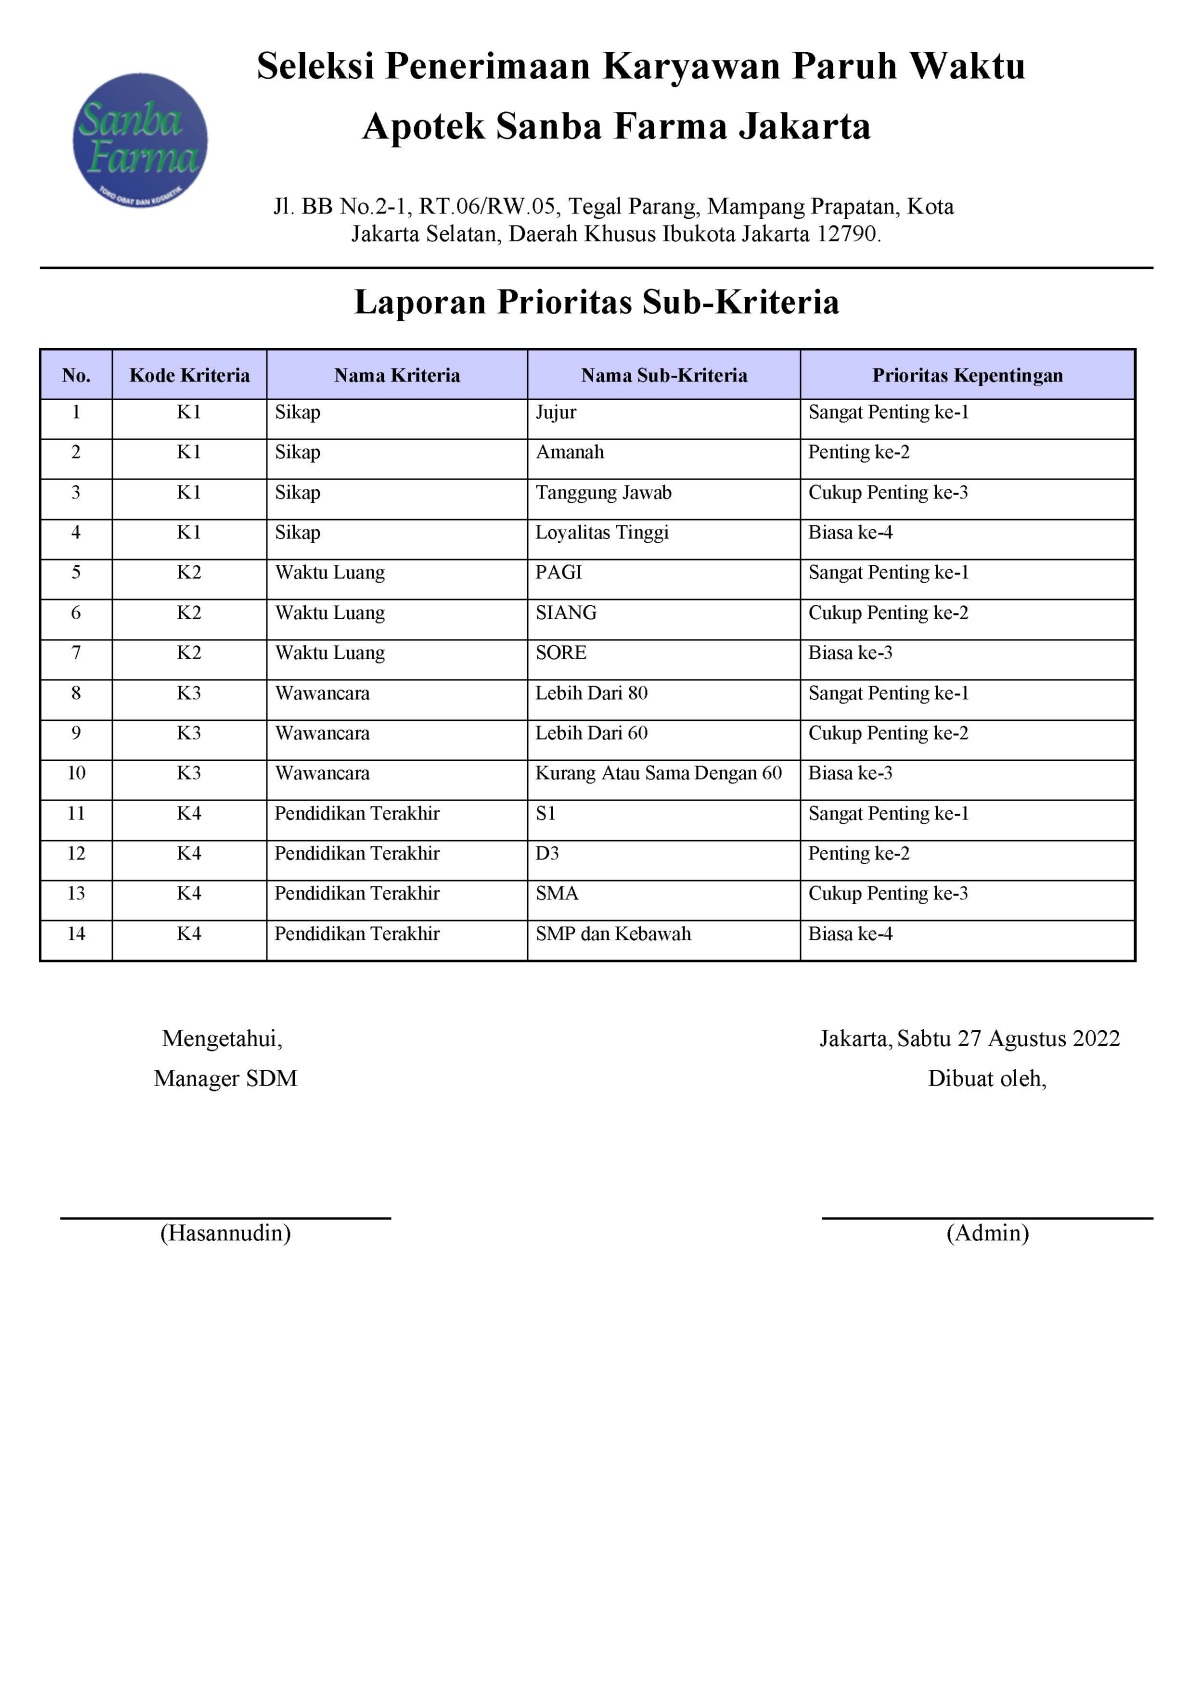 Sanba
Farma
TOKO OBAT DAN KOSMETIK
Seleksi Penerimaan Karyawan Paruh Waktu
Apotek Sanba Farma Jakarta
Jl. BB No.2-1, RT.06/RW.05, Tegal Parang, Mampang Prapatan, Kota
Jakarta Selatan, Daerah Khusus Ibukota Jakarta 12790.
Laporan Prioritas Sub-Kriteria
No. Kode Kriteria Nama Kriteria Nama Sub-Kriteria Prioritas Kepentingan
1 K1 Sikap Jujur Sangat Penting ke-1
2 K1 Sikap Amanah Penting ke-2
3 K1 Sikap Tanggung Jawab Cukup Penting ke-3
4 K1 Sikap Loyalitas Tinggi Biasa ke-4
5 K2 Waktu Luang PAGI Sangat Penting ke-1
6 K2 Waktu Luang SIANG Cukup Penting ke-2
7 K2 Waktu Luang SORE Biasa ke-3
8 K3 Wawancara Lebih Dari 80 Sangat Penting ke-1
9 K3 Wawancara Lebih Dari 60 Cukup Penting ke-2
10 K3 Wawancara Kurang Atau Sama Dengan 60 Biasa ke-3
11 K4 Pendidikan Terakhir S1 Sangat Penting ke-1
12 K4 Pendidikan Terakhir D3 Penting ke-2
13 K4 Pendidikan Terakhir SMA Cukup Penting ke-3
14 K4 Pendidikan Terakhir SMP dan Kebawah Biasa ke-4
Mengetahui, Jakarta, Sabtu 27 Agustus 2022
Manager SDM Dibuat oleh,
(Hasannudin) (Admin)